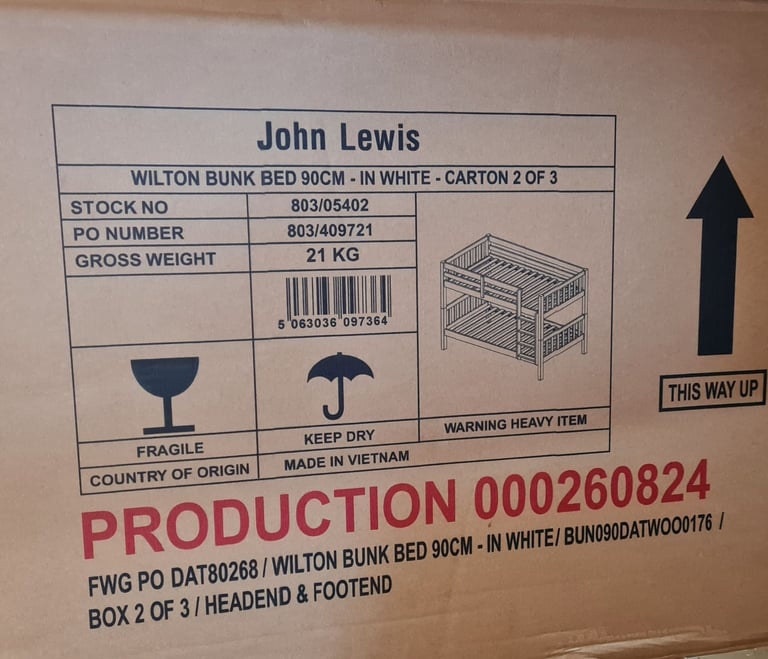 John Lewis
WILTON BUNK BED 90CM - IN WHITE - CARTON 2 OF 3
STOCK NO 803/05402
PO NUMBER 803/409721
GROSS WEIGHT 21 KG
5 063036 097364
FRAGILE KEEP DRY WARNING HEAVY ITEM
COUNTRY OF ORIGIN MADE IN VIETNAM
THIS WAY UP
PRODUCTION 000260824
FWG PO DAT80268 / WILTON BUNK BED 90CM - IN WHITE/ BUN090DATWOO0176 /
BOX 2 OF 3 / HEADEND & FOOTEND